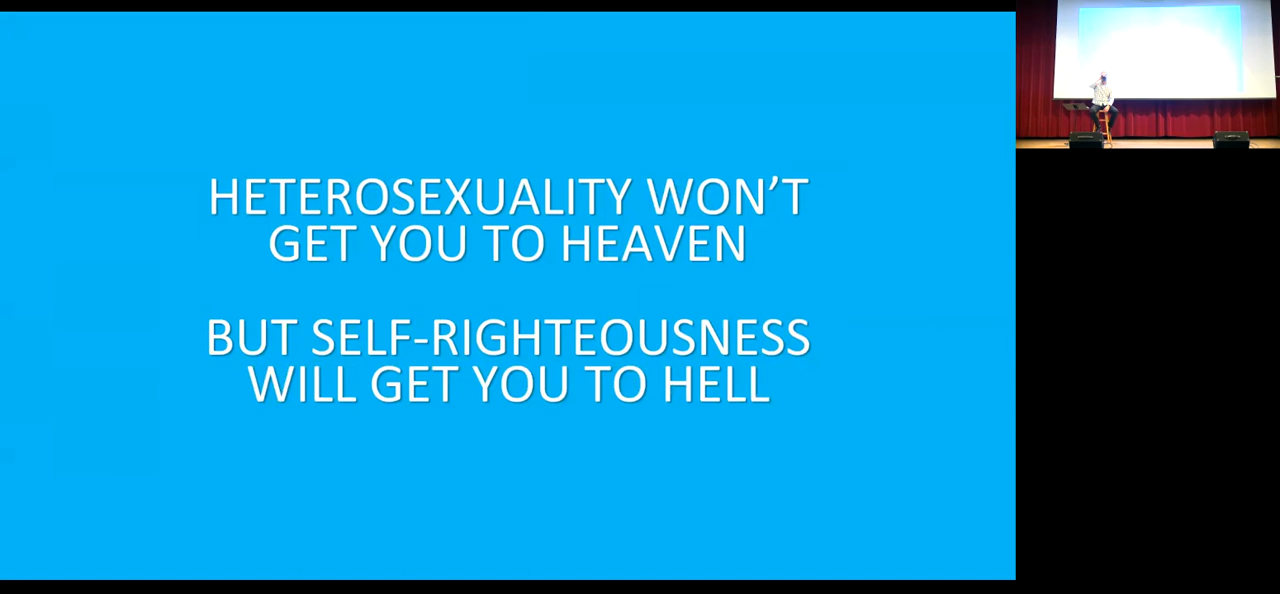 HETEROSEXUALITY WON’T
GET YOU TO HEAVEN
BUT SELF-RIGHTEOUSNESS
WILL GET YOU TO HELL